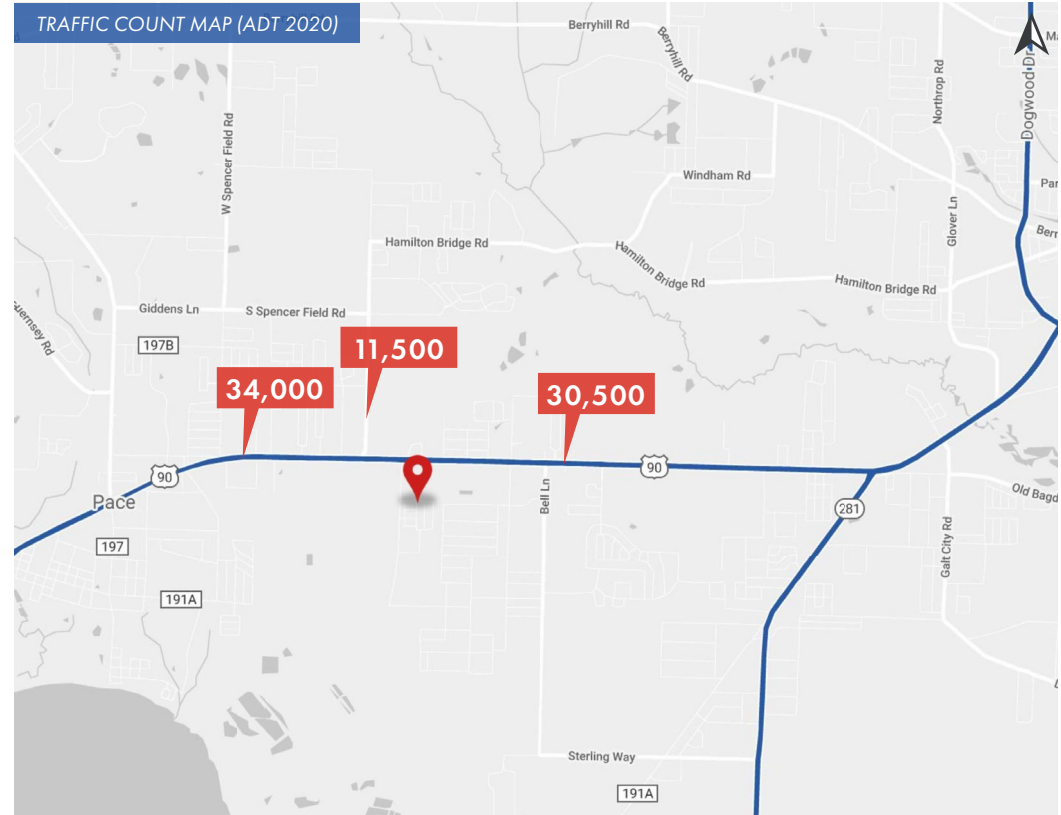 TRAFFIC COUNT MAP (ADT 2020)
Berryhill Rd
Berryhill Rd
Northrop Rd
Dogwood Dr
W Spencer Field Rd
Windham Rd
Glover Ln
Hamilton Bridge Rd
Hamilton Bridge Rd
Hamilton Bridge Rd
Giddens Ln
S Spencer Field Rd
197B
11,500
34,000
30,500
90
90
Pace
Bell Ln
281
Old Bagd
197
Galt City Rd
191A
Sterling Way
191A